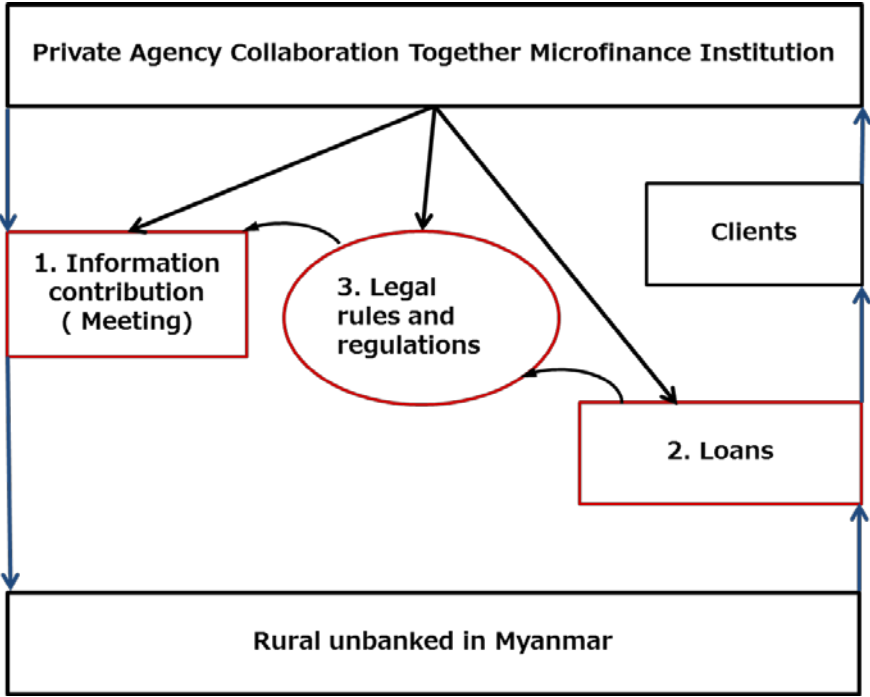 Private Agency Collaboration Together Microfinance Institution
1. Information
contribution
( Meeting)
3. Legal
rules and
regulations
Clients
2. Loans
Rural unbanked in Myanmar